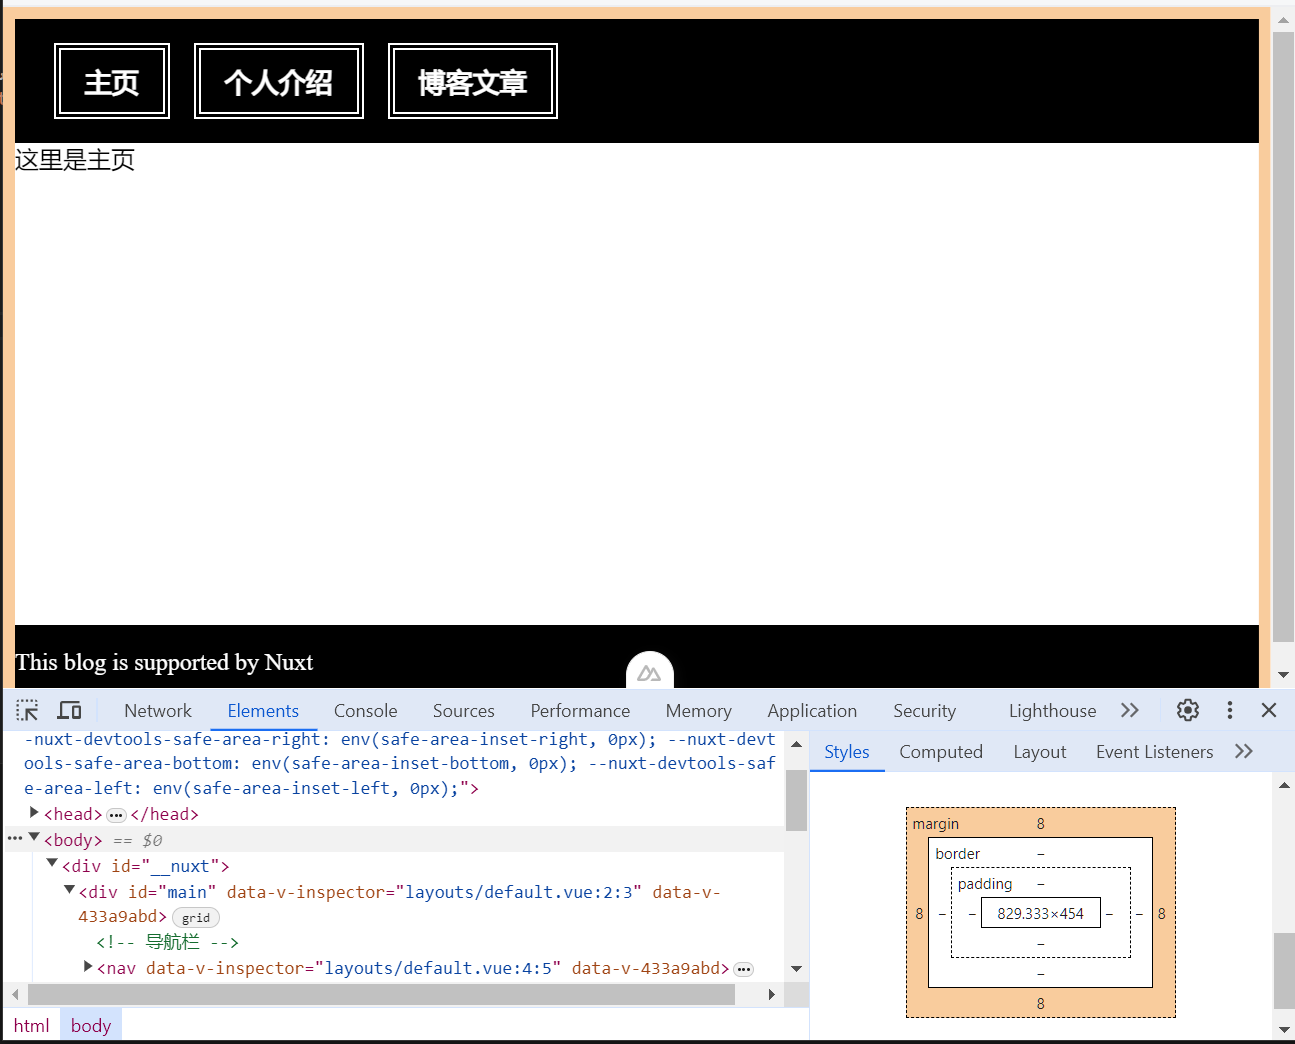 主页 个人介绍 博客文章
这里是主页
This blog is supported by Nuxt
Network Elements Console Sources Performance Memory Application Security Lighthouse
-nuxt-devtools-safe-area-right: env(safe-area-inset-right, 0px); --nuxt-devt
ools-safe-area-bottom: env(safe-area-inset-bottom, 0px); --nuxt-devtools-saf
e-area-left: env(safe-area-inset-left, 0px);">
<head> ··· </head>
··· <body> == $0
<div id="__nuxt">
<div id="main" data-v-inspector="layouts/default.vue:2:3" data-v-
433a9abd> grid
<!-- 导航栏 -->
<nav data-v-inspector="layouts/default.vue:4:5" data-v-433a9abd> ···
html body
Styles Computed Layout Event Listeners
margin 8
border –
padding –
8 – – 829.333×454 – – 8
–
–
8